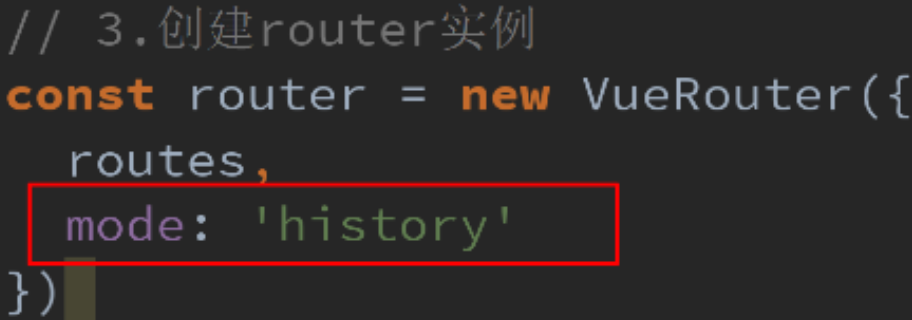 // 3.创建router实例
const router = new VueRouter({
  routes,
  mode: 'history'
})